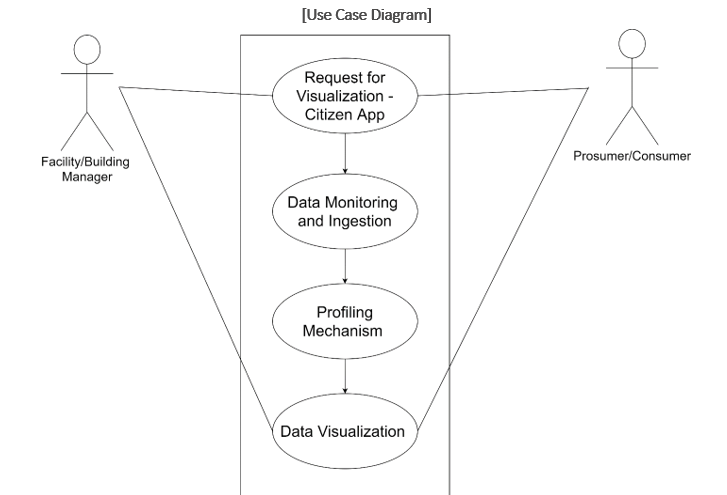 [Use Case Diagram]
Request for
Visualization -
Citizen App
Facility/Building
Manager
Prosumer/Consumer
Data Monitoring
and Ingestion
Profiling
Mechanism
Data Visualization